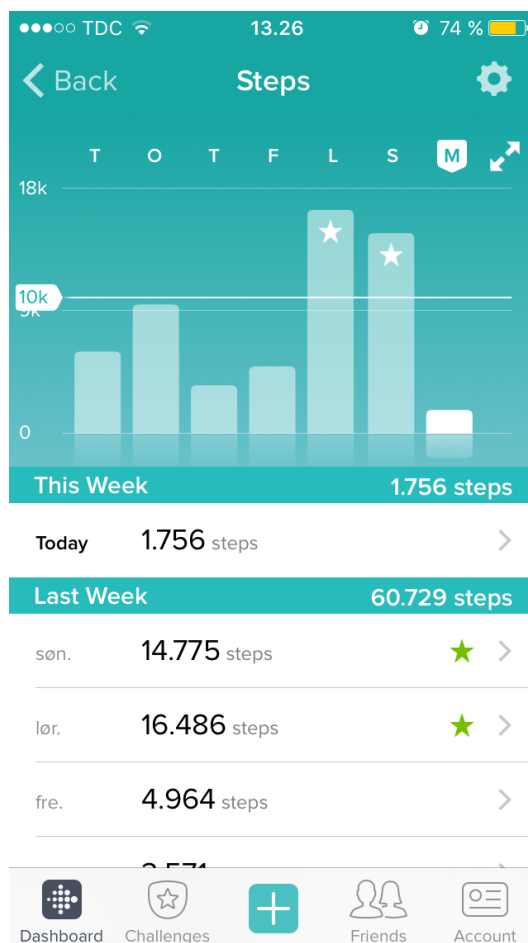 TDC 13.26 74 %
Back Steps
T O T F L S M
18k
10k
9k
0
This Week 1.756 steps
Today 1.756 steps
Last Week 60.729 steps
søn. 14.775 steps
lør. 16.486 steps
fre. 4.964 steps
Dashboard Challenges Friends Account